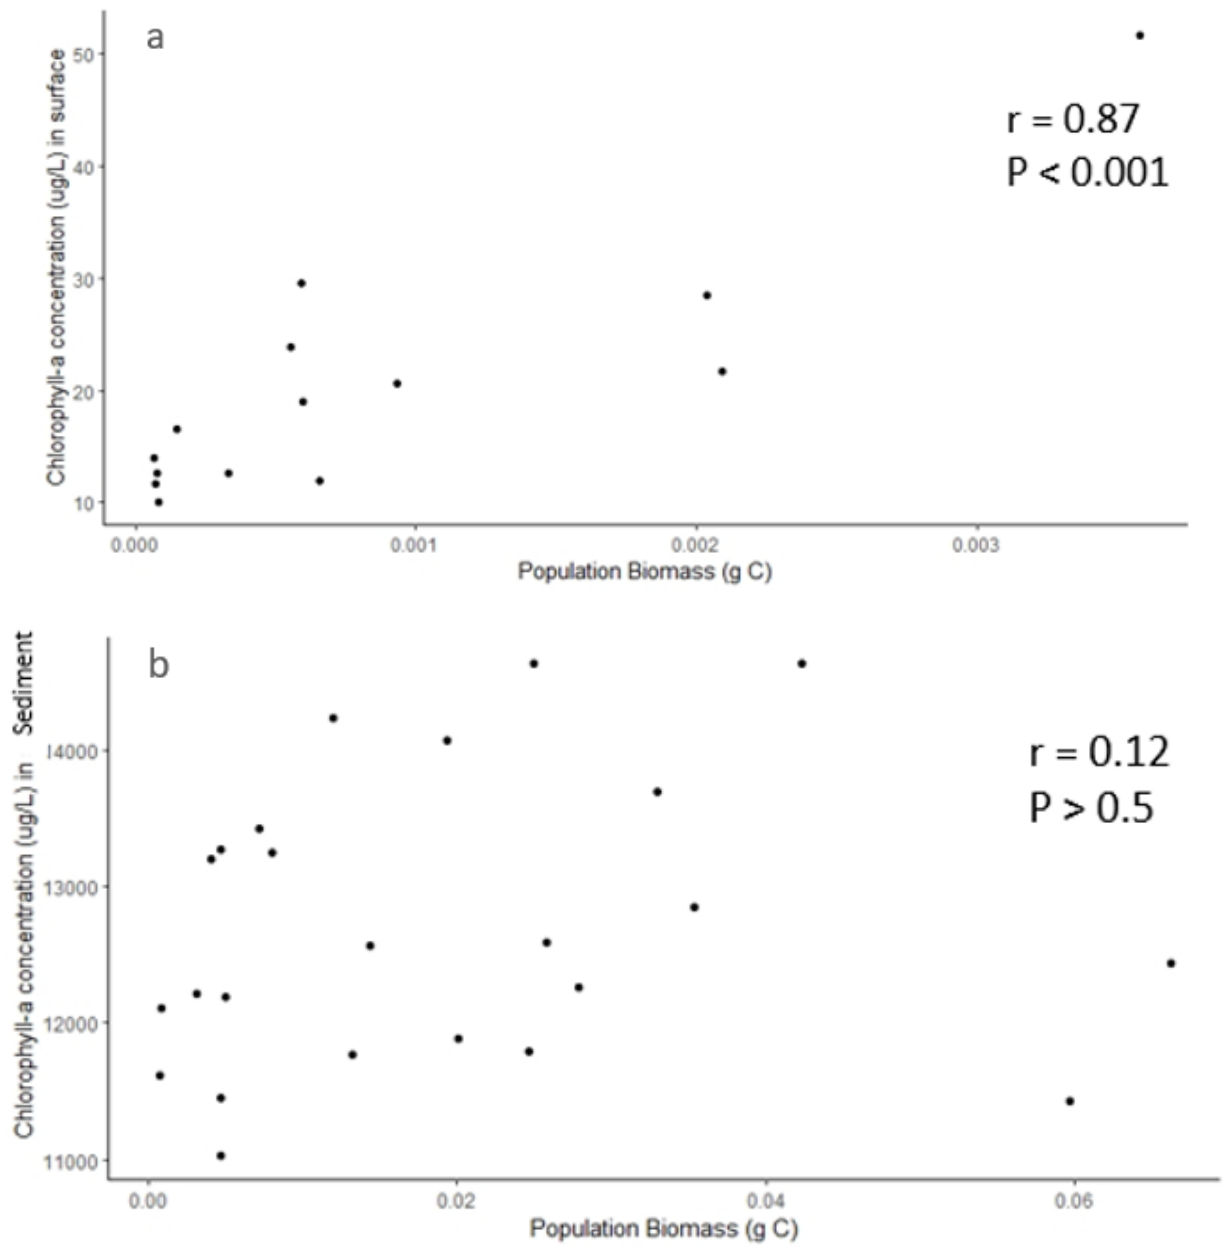 a
Chlorophyll-a concentration (ug/L) in surface
50
40
30
20
10
r = 0.87
P < 0.001
0.000 0.001 0.002 0.003
Population Biomass (g C)
b
Chlorophyll-a concentration (ug/L) in Sediment
14000
13000
12000
11000
r = 0.12
P > 0.5
0.00 0.02 0.04 0.06
Population Biomass (g C)